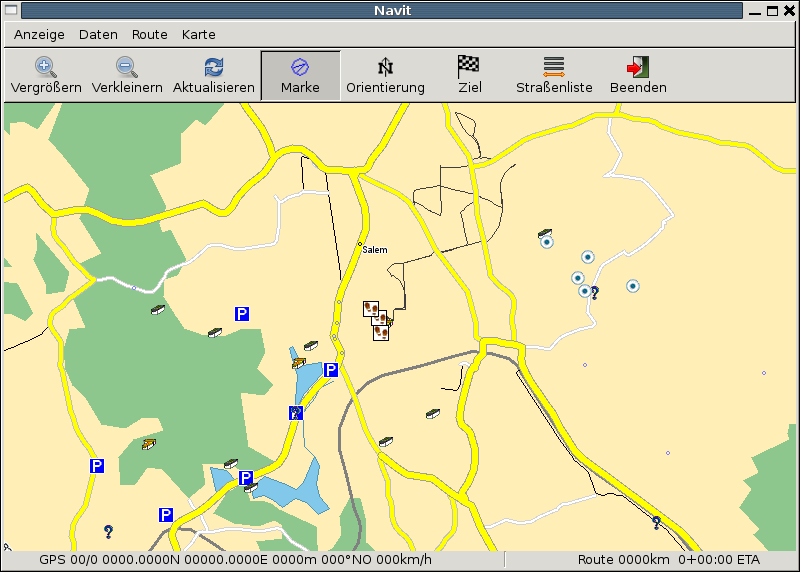 Navit
Anzeige Daten Route Karte
Vergrößern Verkleinern Aktualisieren Marke Orientierung Ziel Straßenliste Beenden
Salem
P
P
P
P
P
GPS 00/0 0000.0000N 00000.0000E 0000m 000°NO 000km/h Route 0000km 0+00:00 ETA